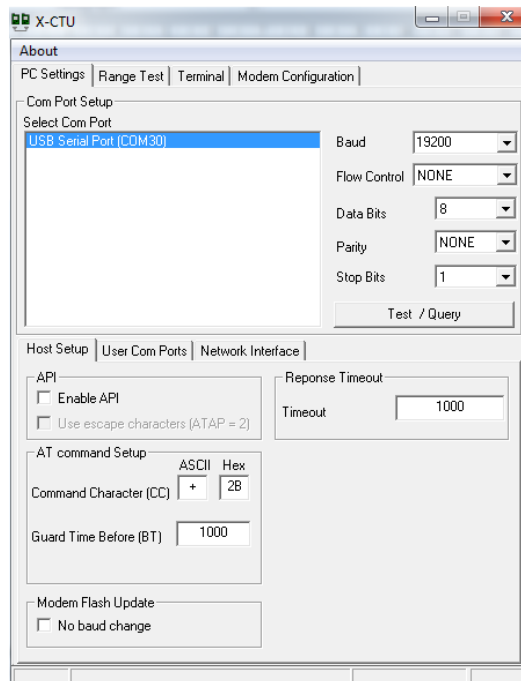 X-CTU
About
PC Settings Range Test Terminal Modem Configuration
Com Port Setup
Select Com Port
USB Serial Port (COM30)
Baud 19200
Flow Control NONE
Data Bits 8
Parity NONE
Stop Bits 1
Test / Query
Host Setup User Com Ports Network Interface
API
Enable API
Use escape characters (ATAP = 2)
Reponse Timeout
Timeout 1000
AT command Setup
ASCII Hex
Command Character (CC) + 2B
Guard Time Before (BT) 1000
Modem Flash Update
No baud change